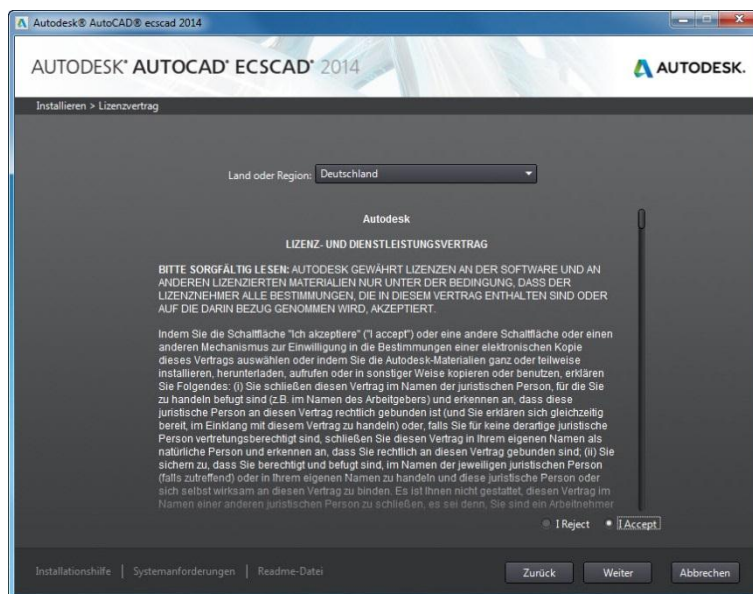 Autodesk® AutoCAD® ecscad 2014
AUTODESK® AUTOCAD® ECSCAD® 2014
AUTODESK.
Installieren > Lizenzvertrag
Land oder Region: Deutschland
Autodesk
LIZENZ- UND DIENSTLEISTUNGSVERTRAG
BITTE SORGFÄLTIG LESEN: AUTODESK GEWÄHRT LIZENZEN AN DER SOFTWARE UND AN
ANDEREN LIZENZIERTEN MATERIALIEN NUR UNTER DER BEDINGUNG, DASS DER
LIZENZNEHMER ALLE BESTIMMUNGEN, DIE IN DIESEM VERTRAG ENTHALTEN SIND ODER
AUF DIE DARIN BEZUG GENOMMEN WIRD, AKZEPTIERT.
Indem Sie die Schaltfläche "Ich akzeptiere" ("I accept") oder eine andere Schaltfläche oder einen
anderen Mechanismus zur Einwilligung in die Bestimmungen einer elektronischen Kopie
dieses Vertrags auswählen oder indem Sie die Autodesk-Materialien ganz oder teilweise
installieren, herunterladen, aufrufen oder in sonstiger Weise kopieren oder benutzen, erklären
Sie Folgendes: (i) Sie schließen diesen Vertrag im Namen der juristischen Person, für die Sie
zu handeln befugt sind (z.B. im Namen des Arbeitgebers) und erkennen an, dass diese
juristische Person an diesen Vertrag rechtlich gebunden ist (und Sie erklären sich gleichzeitig
bereit, im Einklang mit diesem Vertrag zu handeln) oder, falls Sie für keine derartige juristische
Person vertretungsberechtigt sind, schließen Sie diesen Vertrag in Ihrem eigenen Namen als
natürliche Person und erkennen an, dass Sie rechtlich an diesen Vertrag gebunden sind; (ii) Sie
sichern zu, dass Sie berechtigt und befugt sind, im Namen der jeweiligen juristischen Person
(falls zutreffend) oder in Ihrem eigenen Namen zu handeln und diese juristische Person oder
sich selbst wirksam an diesen Vertrag zu binden. Es ist Ihnen nicht gestattet, diesen Vertrag im
Namen einer anderen juristischen Person zu schließen, es sei denn, Sie sind ein Arbeitnehmer
I Reject I Accept
Installationshilfe | Systemanforderungen | Readme-Datei
Zurück Weiter Abbrechen